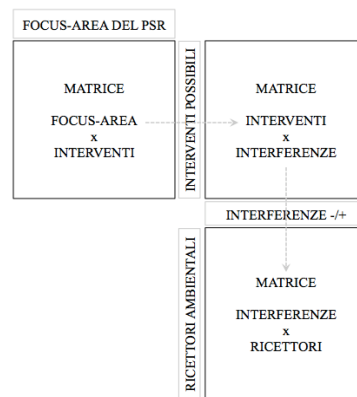 FOCUS-AREA DEL PSR
MATRICE
FOCUS-AREA
x
INTERVENTI
INTERVENTI POSSIBILI
MATRICE
INTERVENTI
x
INTERFERENZE
INTERFERENZE -/+
RICETTORI AMBIENTALI
MATRICE
INTERFERENZE
x
RICETTORI